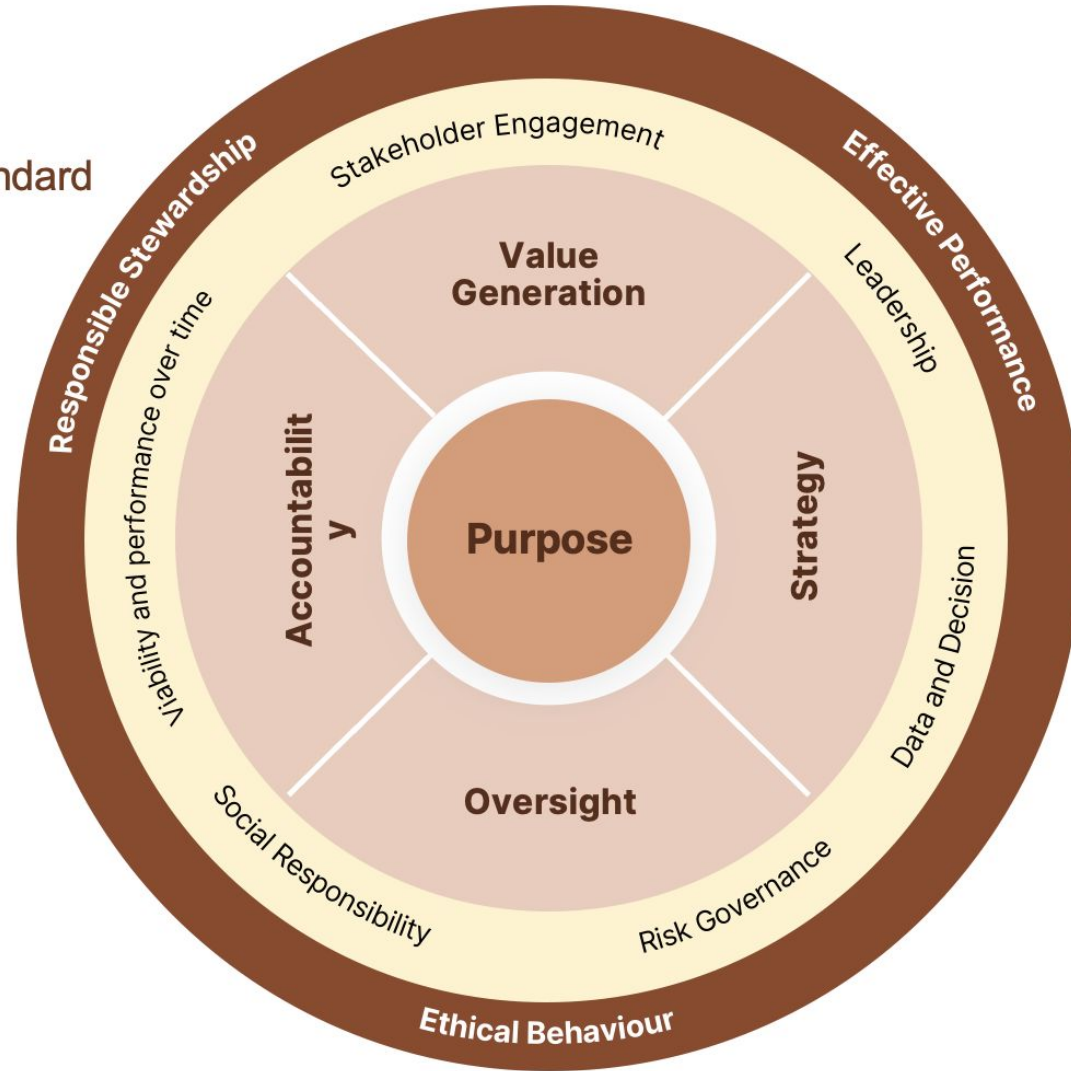 ndard
Responsible Stewardship
Effective Performance
Ethical Behaviour
Stakeholder Engagement
Leadership
Data and Decision
Risk Governance
Social Responsibility
Viability and performance over time
Value
Generation
Strategy
Oversight
Accountabilit
y
Purpose